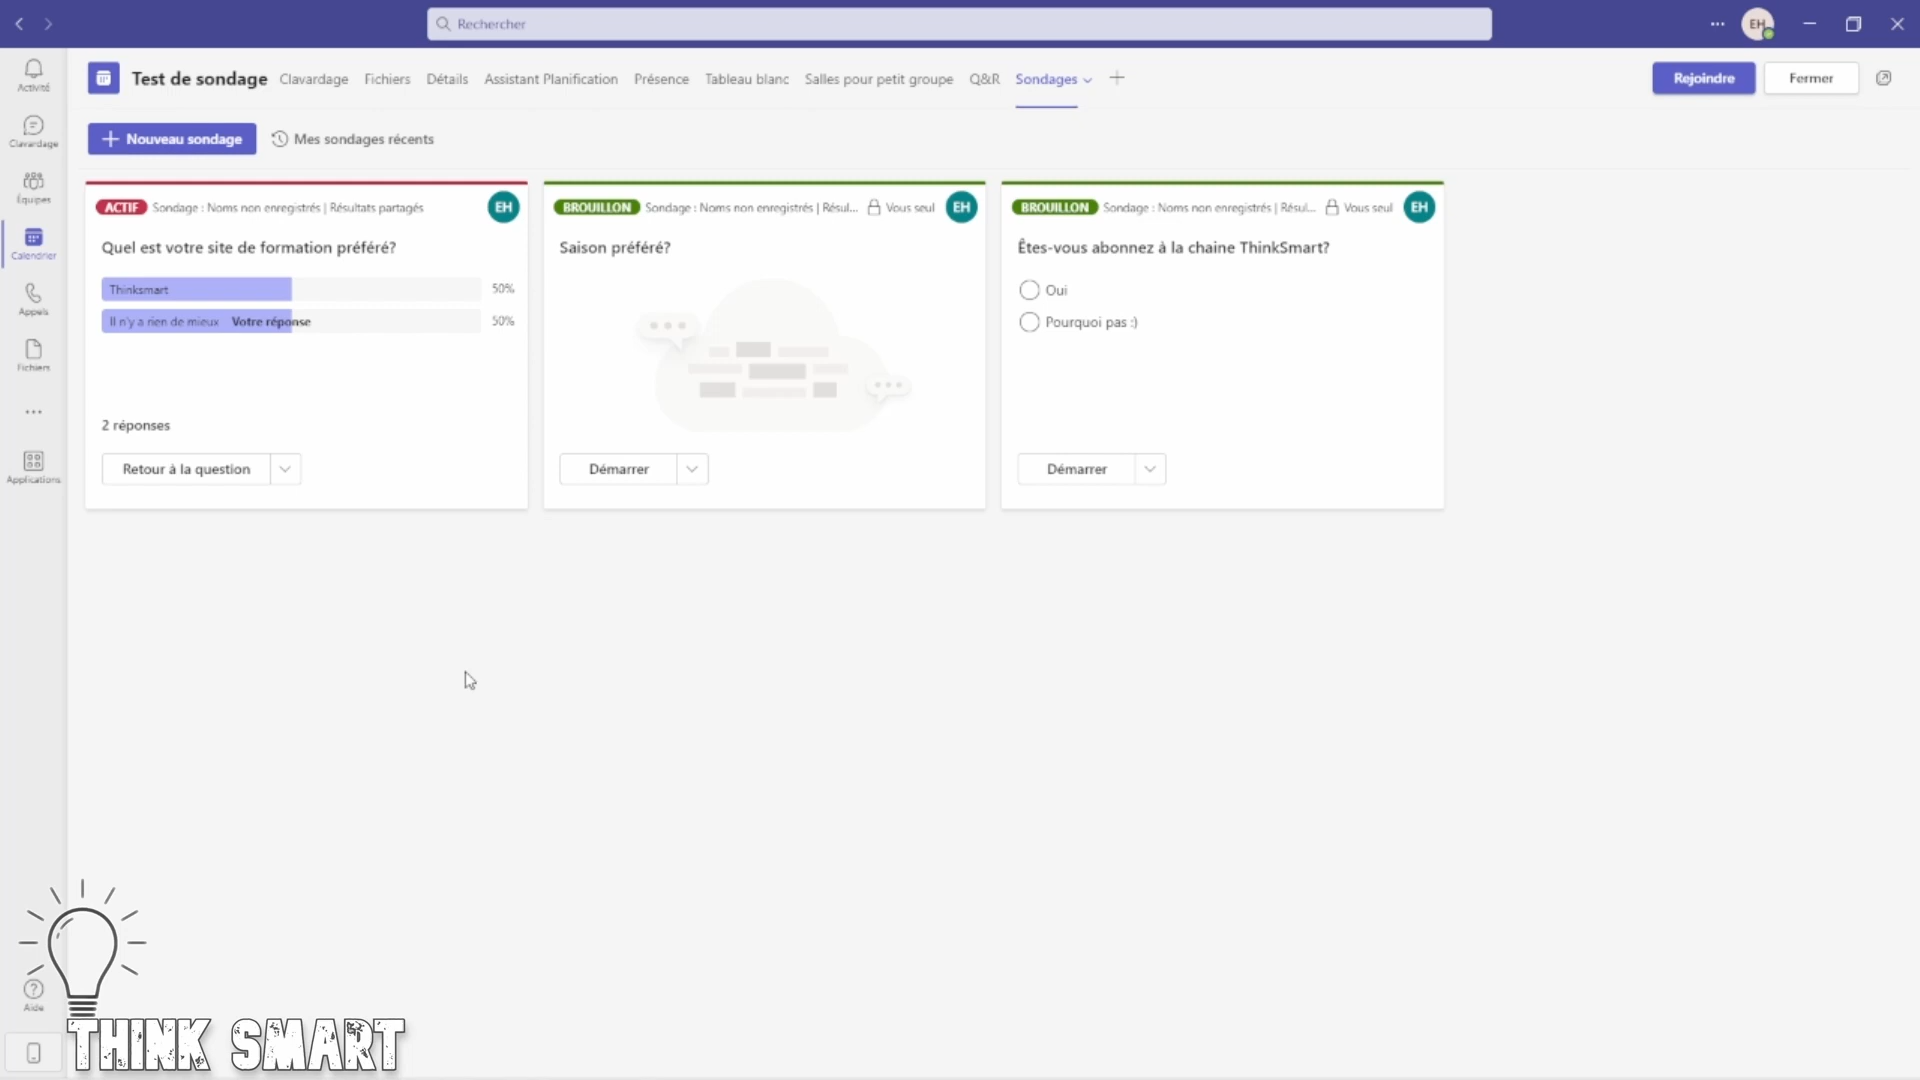 Rechercher
EH
Activité
Clavardage
Équipes
Calendrier
Appels
Fichiers
Applications
Aide
Test de sondage Clavardage Fichiers Détails Assistant Planification Présence Tableau blanc Salles pour petit groupe Q&R Sondages
Rejoindre Fermer
Nouveau sondage Mes sondages récents
ACTIF Sondage : Noms non enregistrés | Résultats partagés EH
Quel est votre site de formation préféré?
Thinksmart 50%
Il n'y a rien de mieux Votre réponse 50%
2 réponses
Retour à la question
BROUILLON Sondage : Noms non enregistrés | Résul... Vous seul EH
Saison préféré?
Démarrer
BROUILLON Sondage : Noms non enregistrés | Résul... Vous seul EH
Êtes-vous abonnez à la chaine ThinkSmart?
Oui
Pourquoi pas :)
Démarrer
THINK SMART